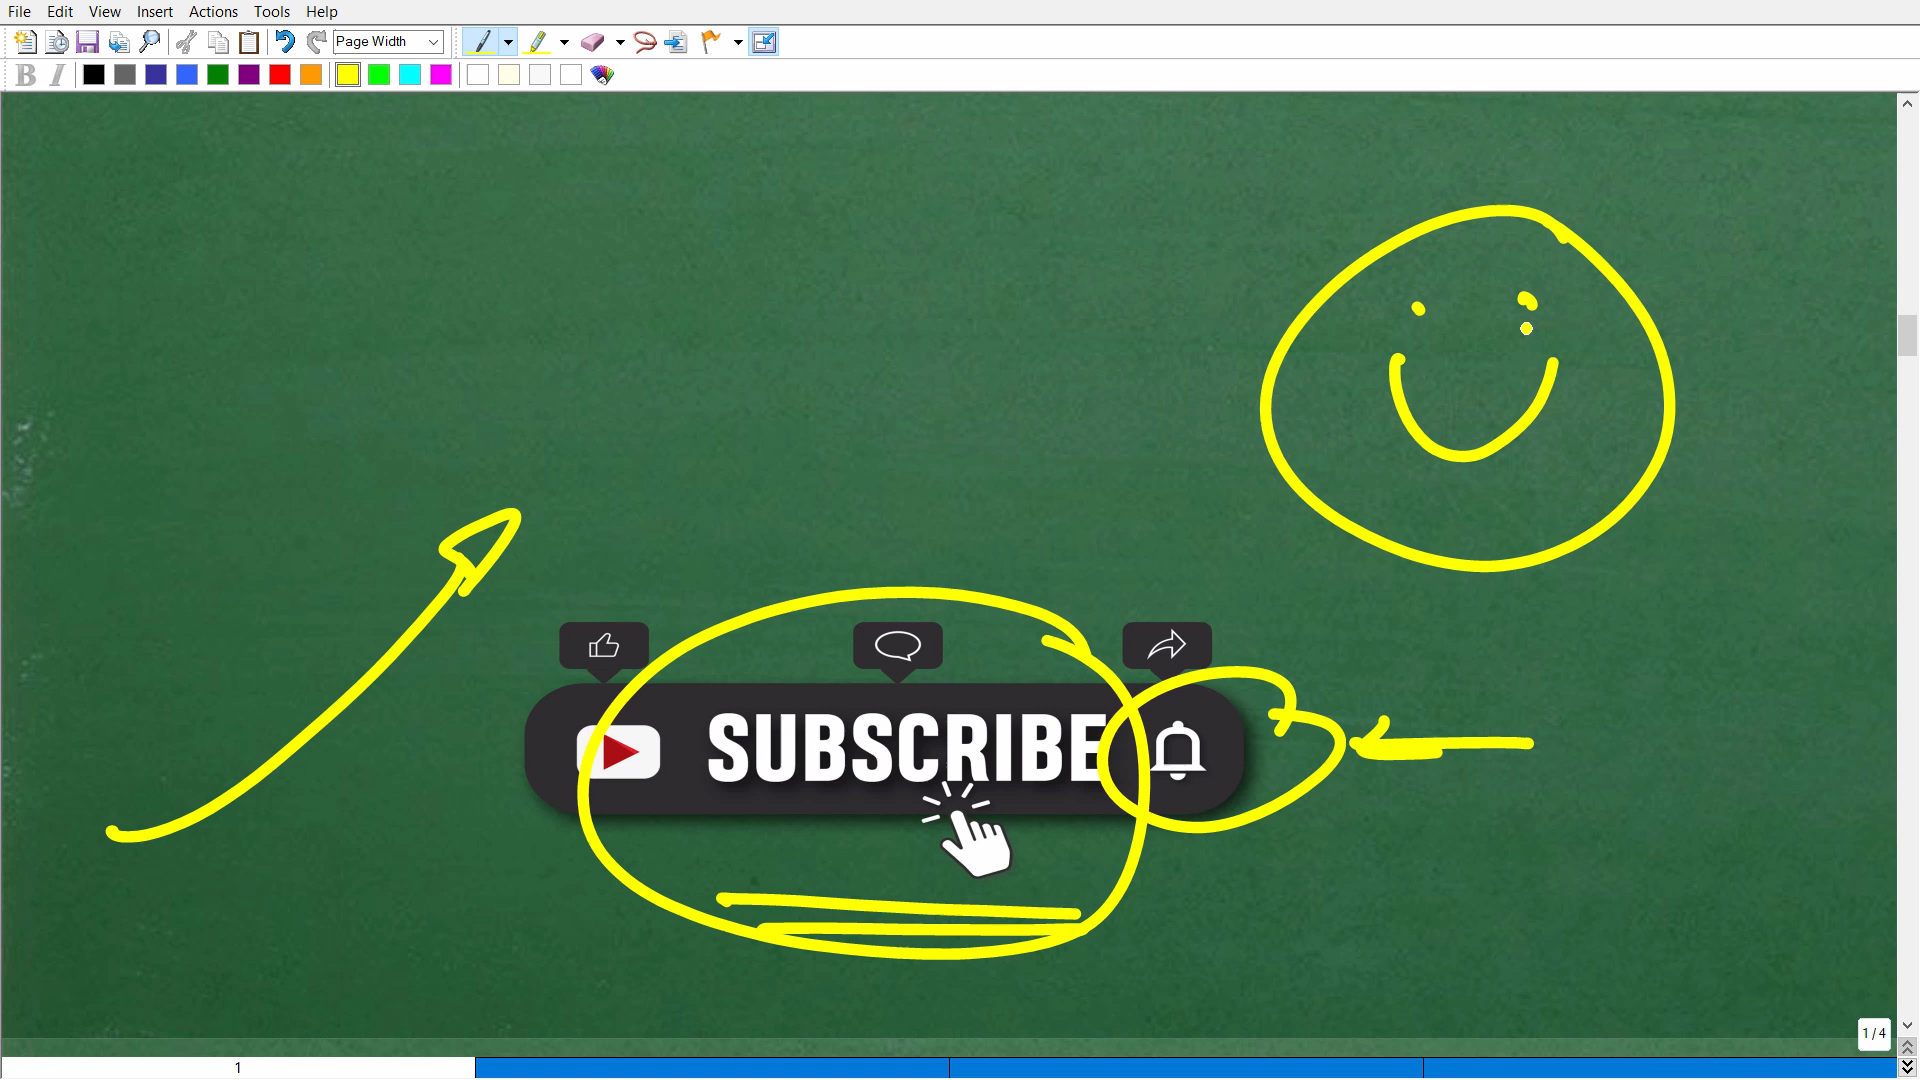 File Edit View Insert Actions Tools Help
Page Width
B I
SUBSCRIBE
1 / 4
1